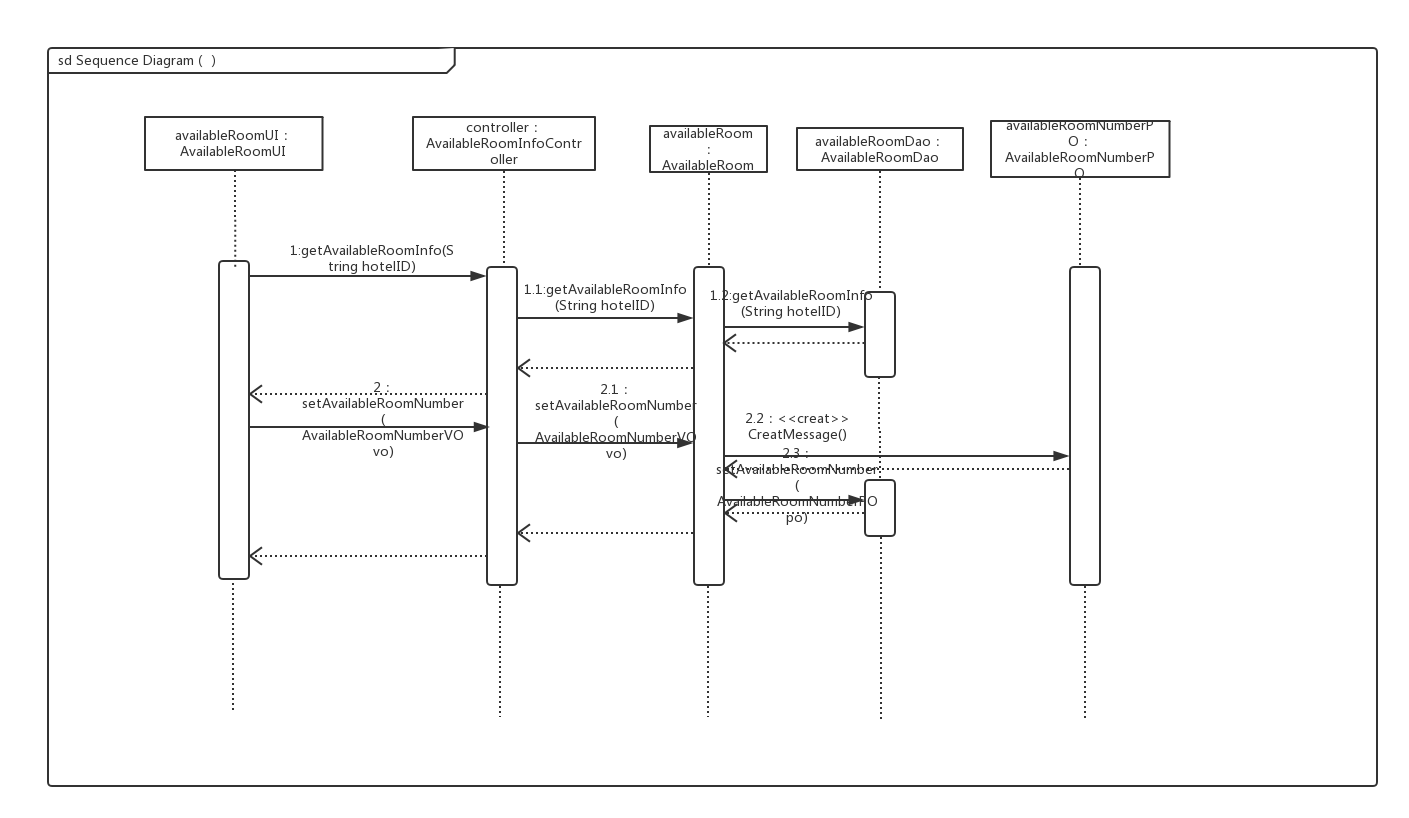 sd Sequence Diagram (  )
availableRoomUI：
AvailableRoomUI
controller：
AvailableRoomInfoContr
oller
availableRoom
：
AvailableRoom
availableRoomDao：
AvailableRoomDao
availableRoomNumberP
O：
AvailableRoomNumberP
O
1:getAvailableRoomInfo(S
tring hotelID)
1.1:getAvailableRoomInfo
(String hotelID)
1.2:getAvailableRoomInfo
(String hotelID)
2：
setAvailableRoomNumber
(
AvailableRoomNumberVO
vo)
2.1：
setAvailableRoomNumber
(
AvailableRoomNumberVO
vo)
2.2：<<creat>>
CreatMessage()
2.3：
setAvailableRoomNumber
(
AvailableRoomNumberPO
po)